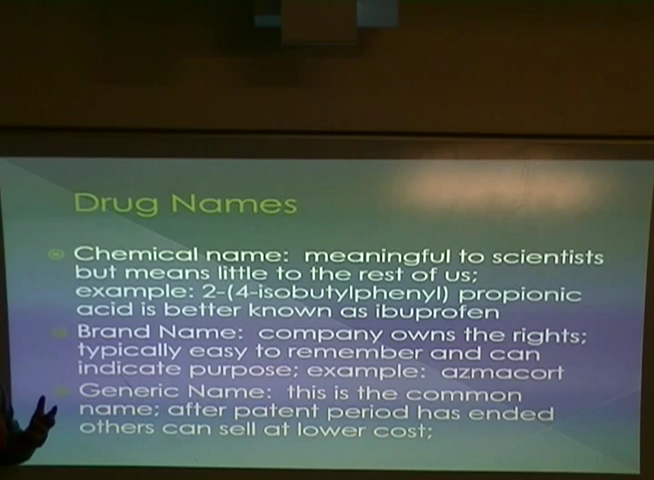 Drug Names
Chemical name: meaningful to scientists
but means little to the rest of us;
example: 2-(4-isobutylphenyl) propionic
acid is better known as ibuprofen
Brand Name: company owns the rights;
typically easy to remember and can
indicate purpose; example: azmacort
Generic Name: this is the common
name; after patent period has ended
others can sell at lower cost;